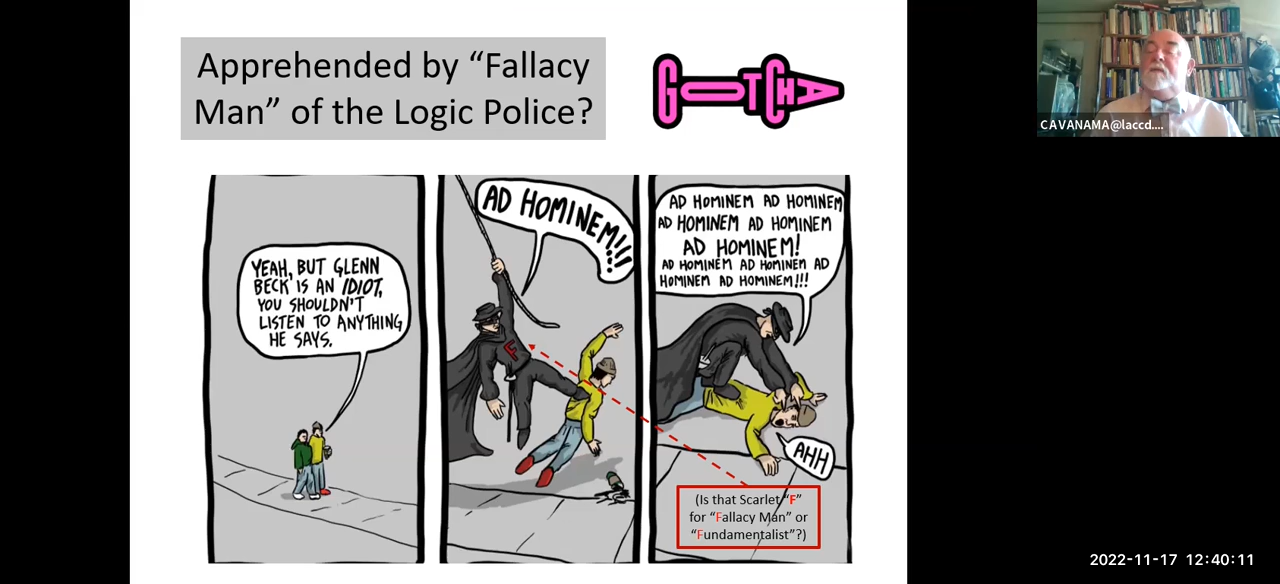 Apprehended by “Fallacy
Man” of the Logic Police?
GOTCHA
CAVANAMA@laccd....
YEAH, BUT GLENN
BECK IS AN IDIOT,
YOU SHOULDN'T
LISTEN TO ANYTHING
HE SAYS.
AD HOMINEM!!!
F
AD HOMINEM AD HOMINEM
AD HOMINEM AD HOMINEM
AD HOMINEM!
AD HOMINEM AD HOMINEM AD
HOMINEM AD HOMINEM!!!
AHH
(Is that Scarlet “F”
for “Fallacy Man” or
“Fundamentalist”?)
2022-11-17 12:40:11